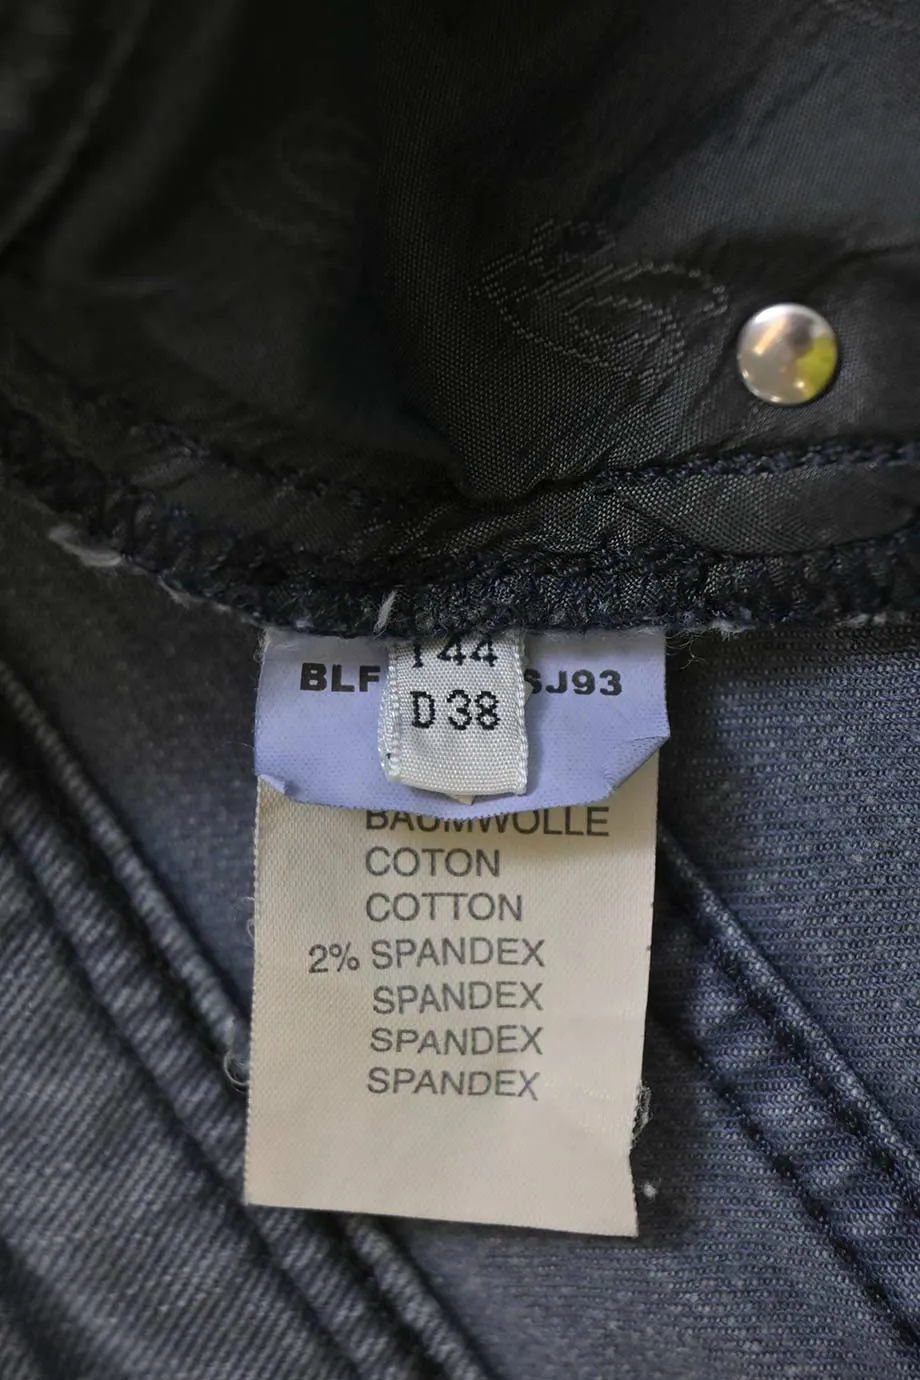 I 44
D 38
BLF SJ93
BAUMWOLLE
COTON
COTTON
2% SPANDEX
SPANDEX
SPANDEX
SPANDEX